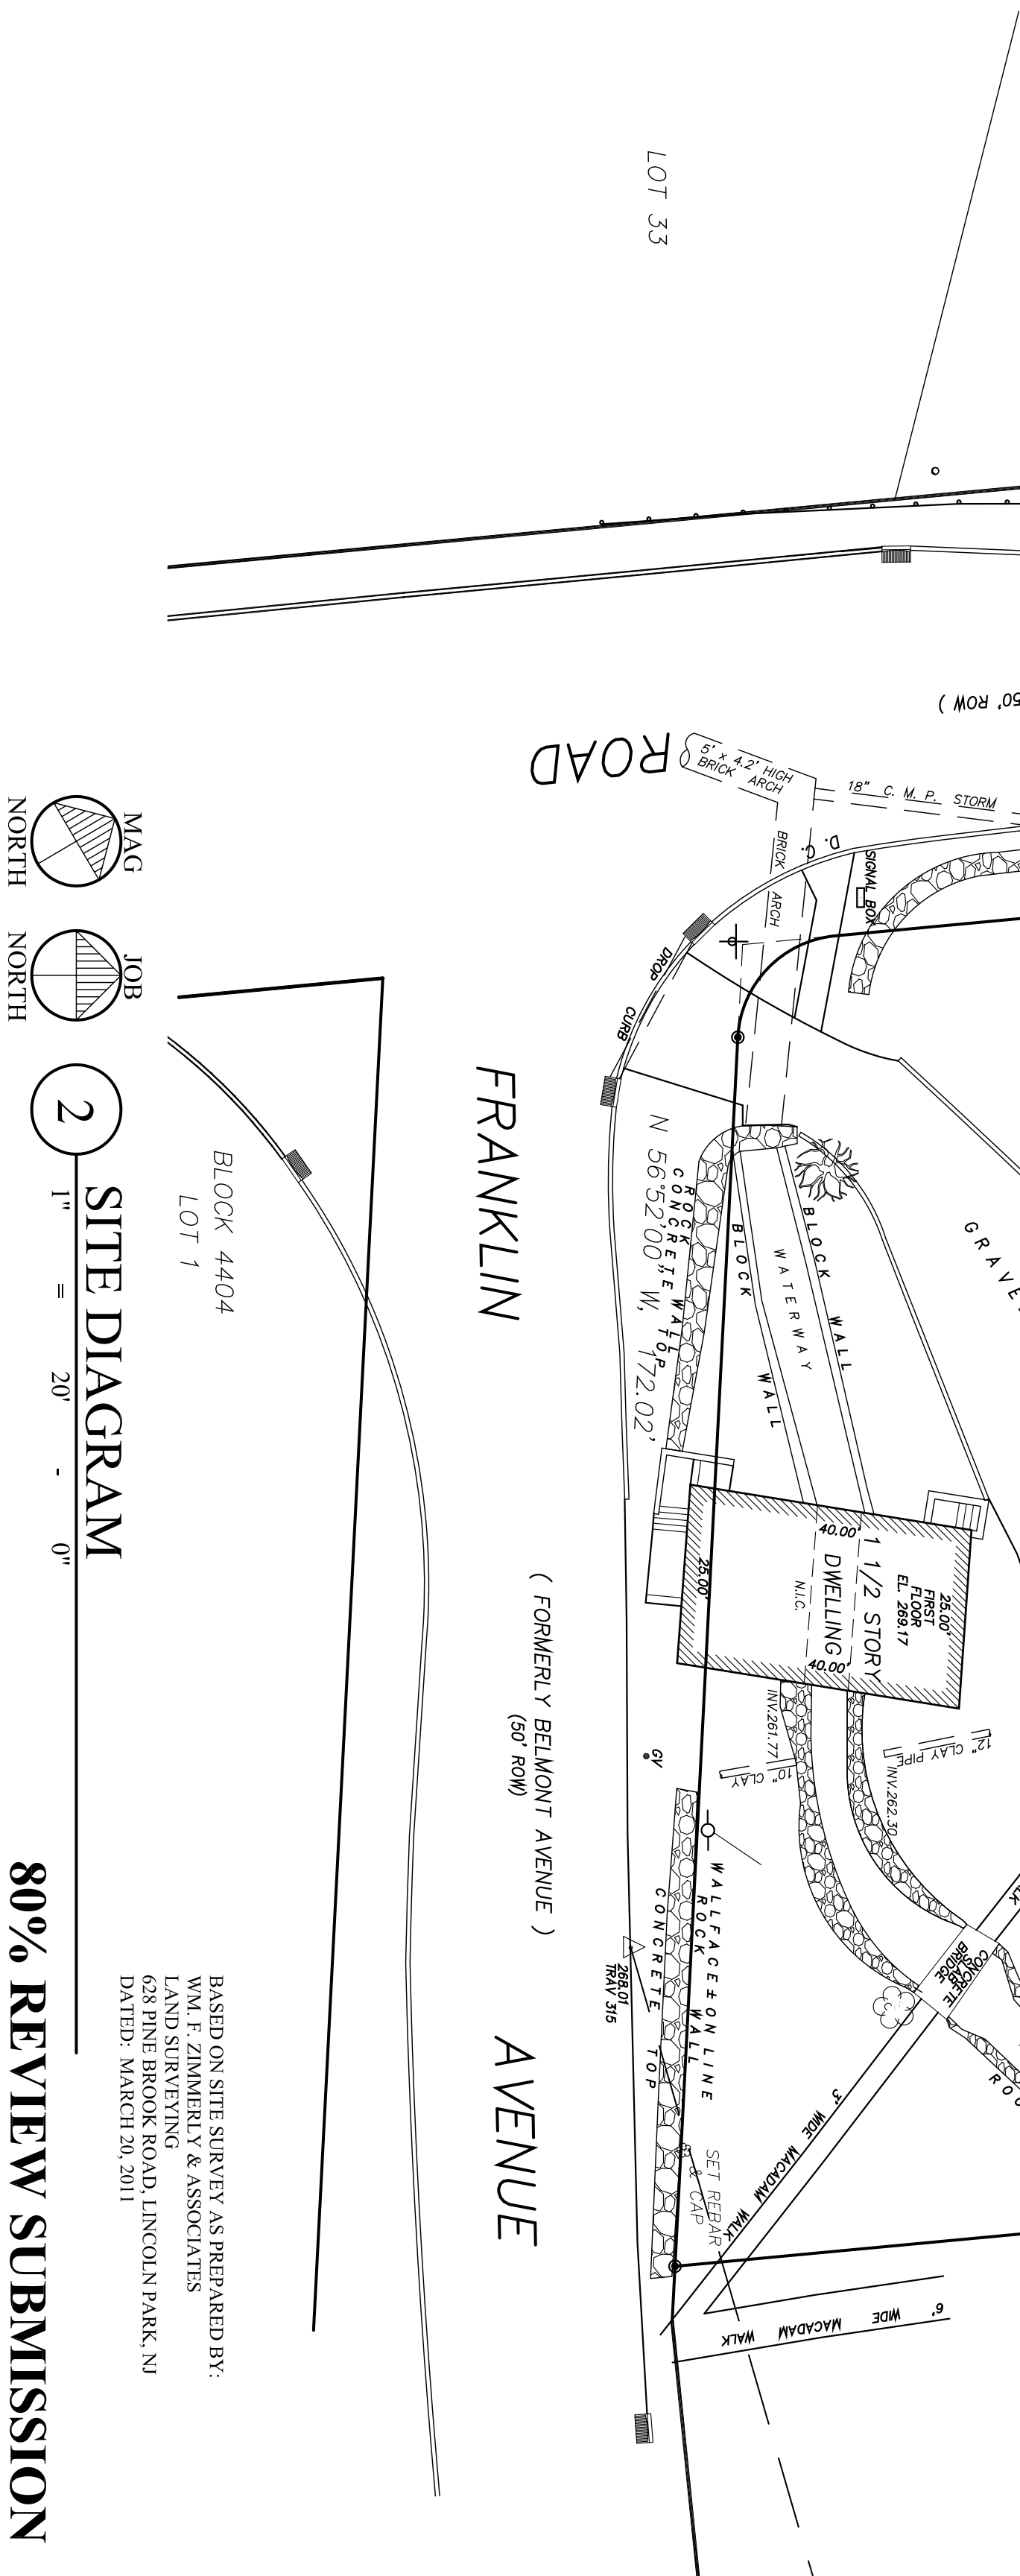 LOT 33
50' ROW )
ROAD
5' x 4.2' HIGH
BRICK ARCH
18" C. M. P. STORM
BRICK ARCH
D. C.
SIGNAL BOX
DROP CURB
FRANKLIN
AVENUE
( FORMERLY BELMONT AVENUE )
(50' ROW)
N 56°52'00" W, 172.02'
ROCK WALL
CONCRETE TOP
BLOCK WALL
WATERWAY
BLOCK WALL
40.00'
1 1/2 STORY
DWELLING
N.I.C.
25.00'
FIRST
FLOOR
EL. 269.17
25.00'
40.00'
INV.261.77
10" CLAY
12" CLAY PIPE
INV.262.30
GV
WALLFACE±ON LINE
ROCK WALL
CONCRETE TOP
268.01
TRAV 315
CONCRETE
SLAB
BRIDGE
3' WIDE MACADAM WALK
SET REBAR
& CAP
6' WIDE MACADAM WALK
BLOCK 4404
LOT 1
MAG
NORTH
JOB
NORTH
2
SITE DIAGRAM
1" = 20' - 0"
BASED ON SITE SURVEY AS PREPARED BY:
WM. F. ZIMMERLY & ASSOCIATES
LAND SURVEYING
628 PINE BROOK ROAD, LINCOLN PARK, NJ
DATED: MARCH 20, 2011
80% REVIEW SUBMISSION